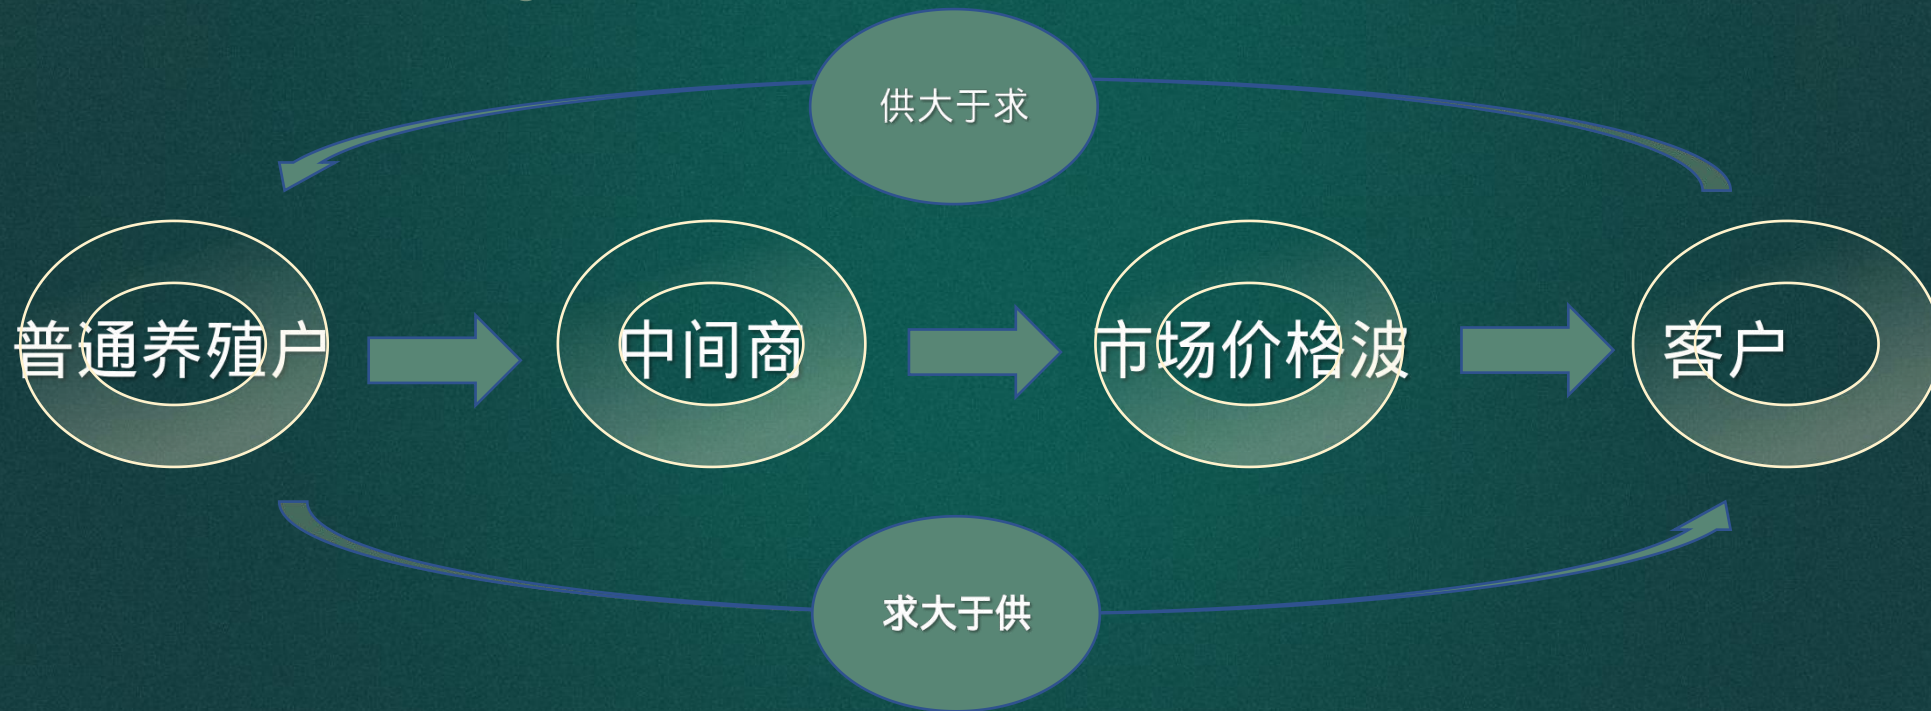 供大于求
普通养殖户
中间商
市场价格波
客户
求大于供